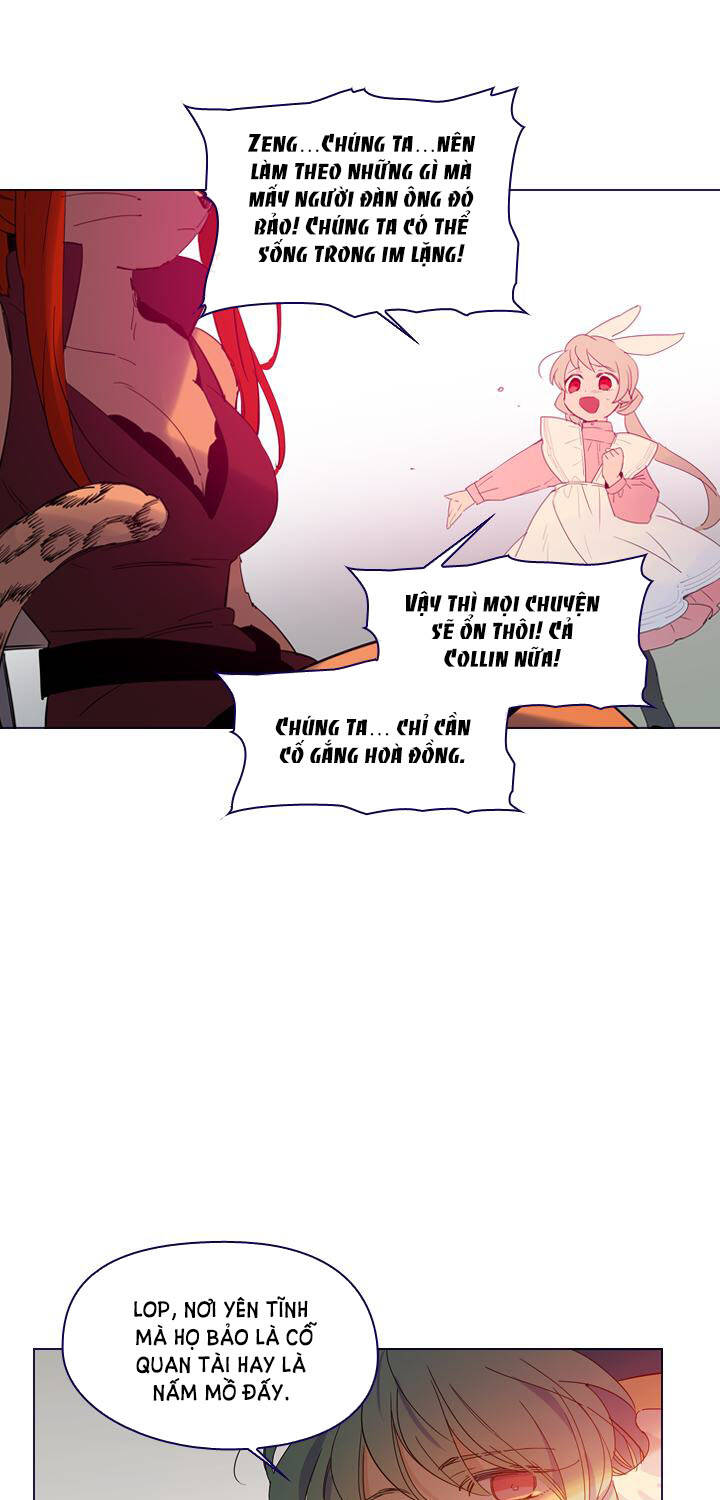 Zeng...Chúng ta...nên
làm theo những gì mà
mấy người đàn ông đó
bảo! Chúng ta có thể
sống trong im lặng!
Vậy thì mọi chuyện
sẽ ổn thôi! Cả
Collin nữa!
Chúng ta... chỉ cần
cố gắng hoà đồng.
LOP, NƠI YÊN TĨNH
MÀ HỌ BẢO LÀ CỖ
QUAN TÀI HAY LÀ
NẤM MỒ ĐẤY.